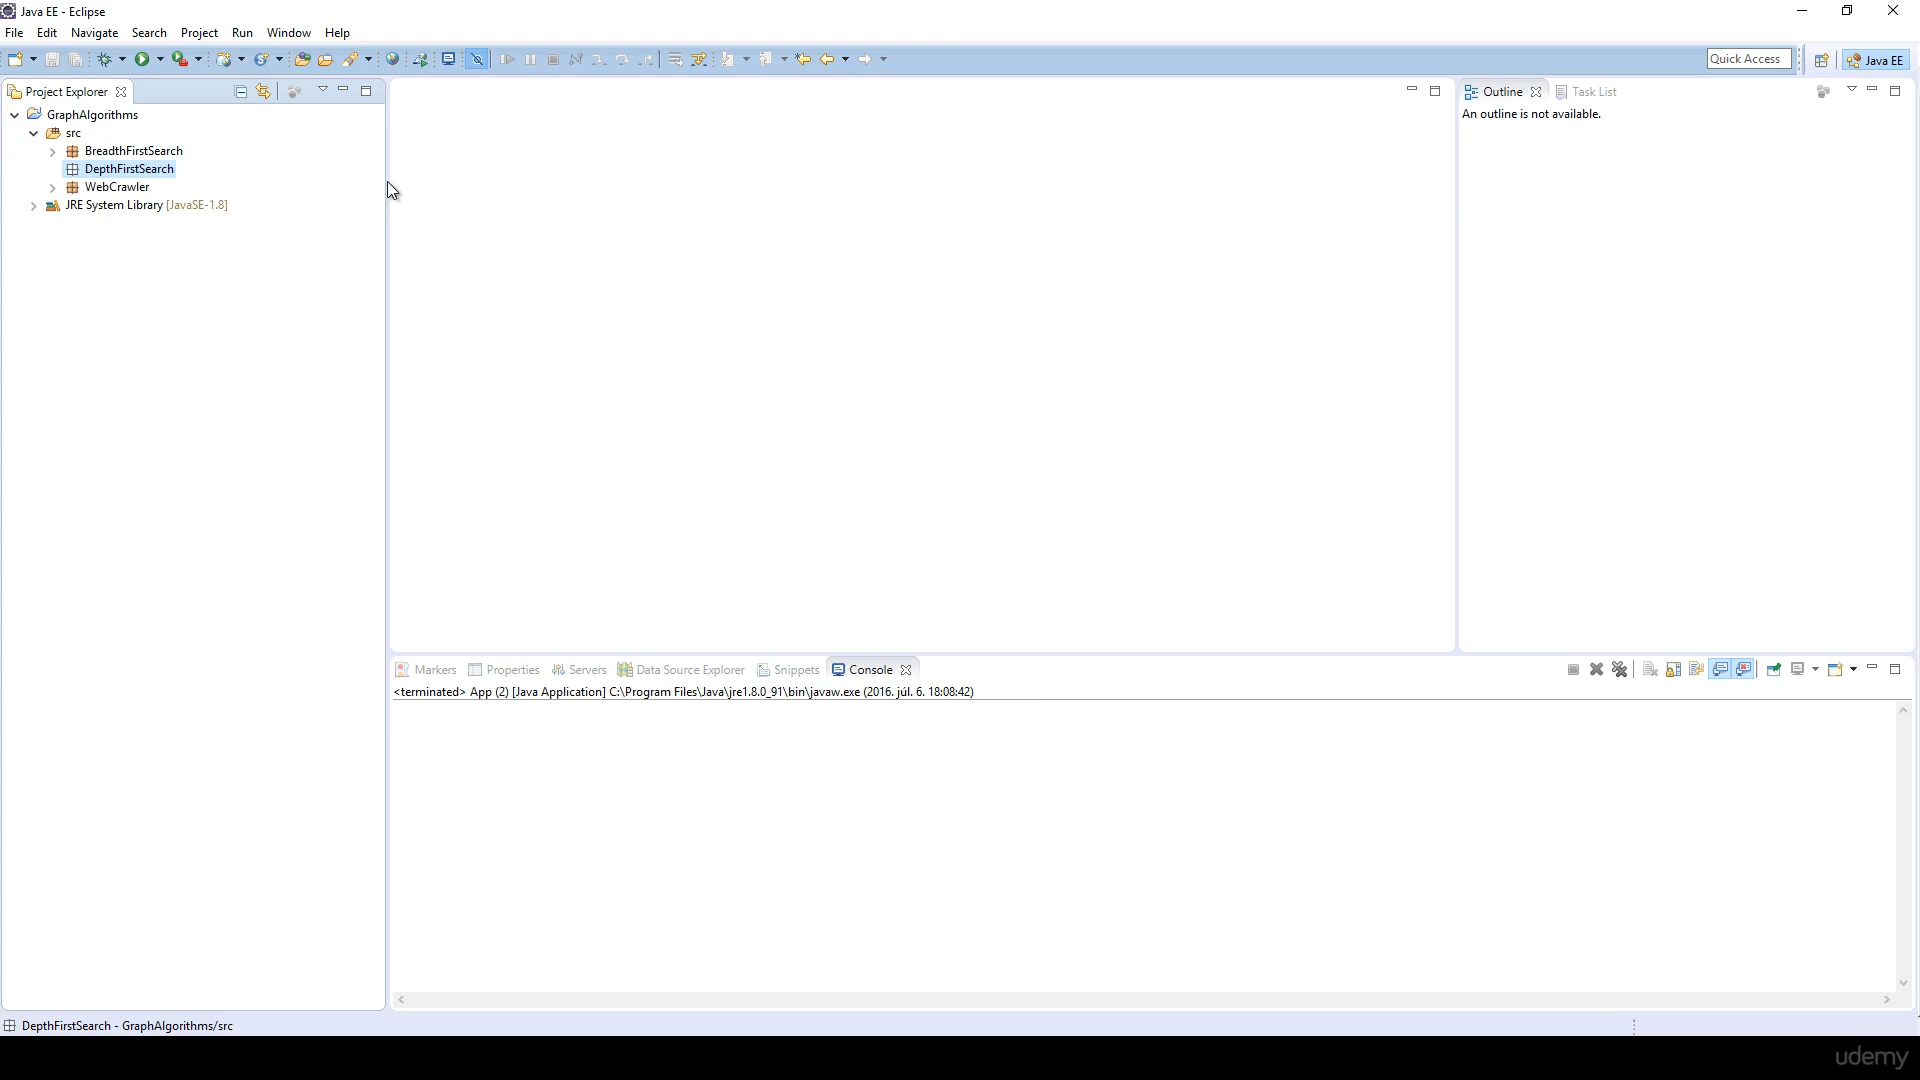 Java EE - Eclipse
File Edit Navigate Search Project Run Window Help
Quick Access Java EE
Project Explorer
GraphAlgorithms
src
BreadthFirstSearch
DepthFirstSearch
WebCrawler
JRE System Library [JavaSE-1.8]
Outline Task List
An outline is not available.
Markers Properties Servers Data Source Explorer Snippets Console
<terminated> App (2) [Java Application] C:\Program Files\Java\jre1.8.0_91\bin\javaw.exe (2016. júl. 6. 18:08:42)
DepthFirstSearch - GraphAlgorithms/src
udemy